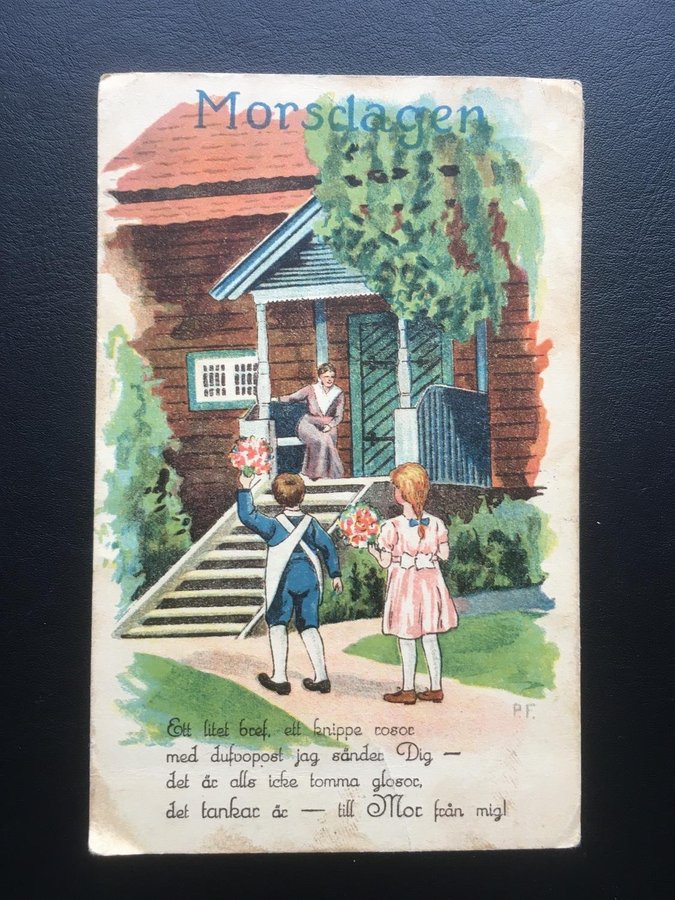 Morsdagen
P.F.
Ett litet bref, ett knippe rosor
med dufvopost jag sänder Dig —
det är alls icke tomma glosor,
det tankar är — till Mor från mig!